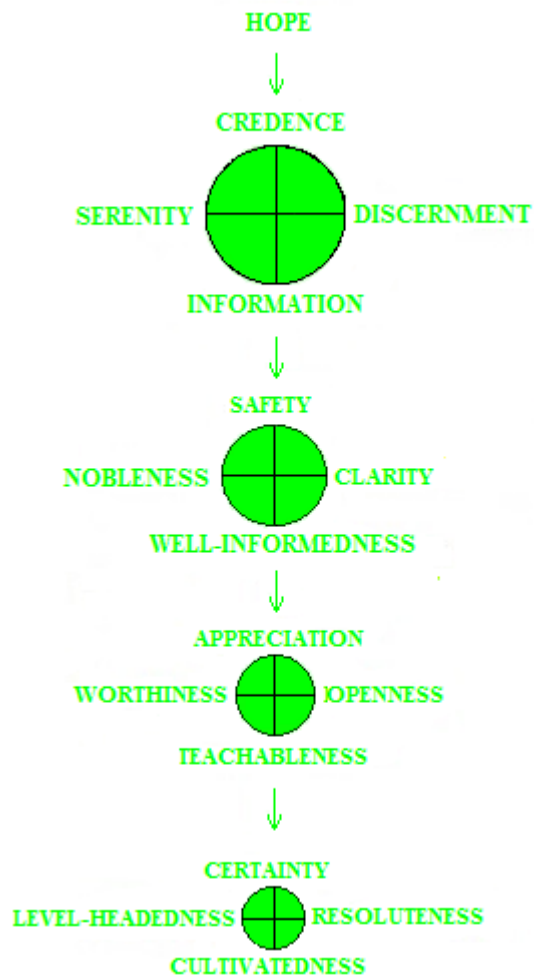 HOPE
CREDENCE
SERENITY DISCERNMENT
INFORMATION
SAFETY
NOBLENESS CLARITY
WELL-INFORMEDNESS
APPRECIATION
WORTHINESS OPENNESS
TEACHABLENESS
CERTAINTY
LEVEL-HEADEDNESS RESOLUTENESS
CULTIVATEDNESS